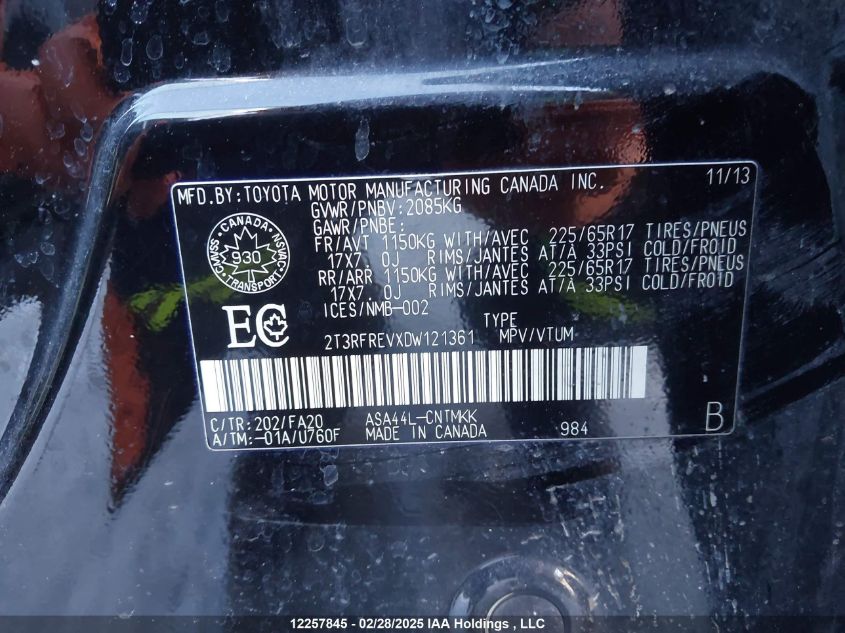 MFD.BY:TOYOTA MOTOR MANUFACTURING CANADA INC. 11/13
GVWR/PNBV:2085KG
GAWR/PNBE:
FR/AVT 1150KG WITH/AVEC 225/65R17 TIRES/PNEUS
17X7.0J RIMS/JANTES AT/À 33PSI COLD/FROID
RR/ARR 1150KG WITH/AVEC 225/65R17 TIRES/PNEUS
17X7.0J RIMS/JANTES AT/À 33PSI COLD/FROID
ICES/NMB-002
CANADA
CMVSS 930 NSVAC
TRANSPORT
EC
TYPE
2T3RFREVXDW121361 MPV/VTUM
C/TR:202/FA20 ASA44L-CNTMKK
A/TM:-01A/U760F MADE IN CANADA 984 B
12257845 - 02/28/2025 IAA Holdings , LLC